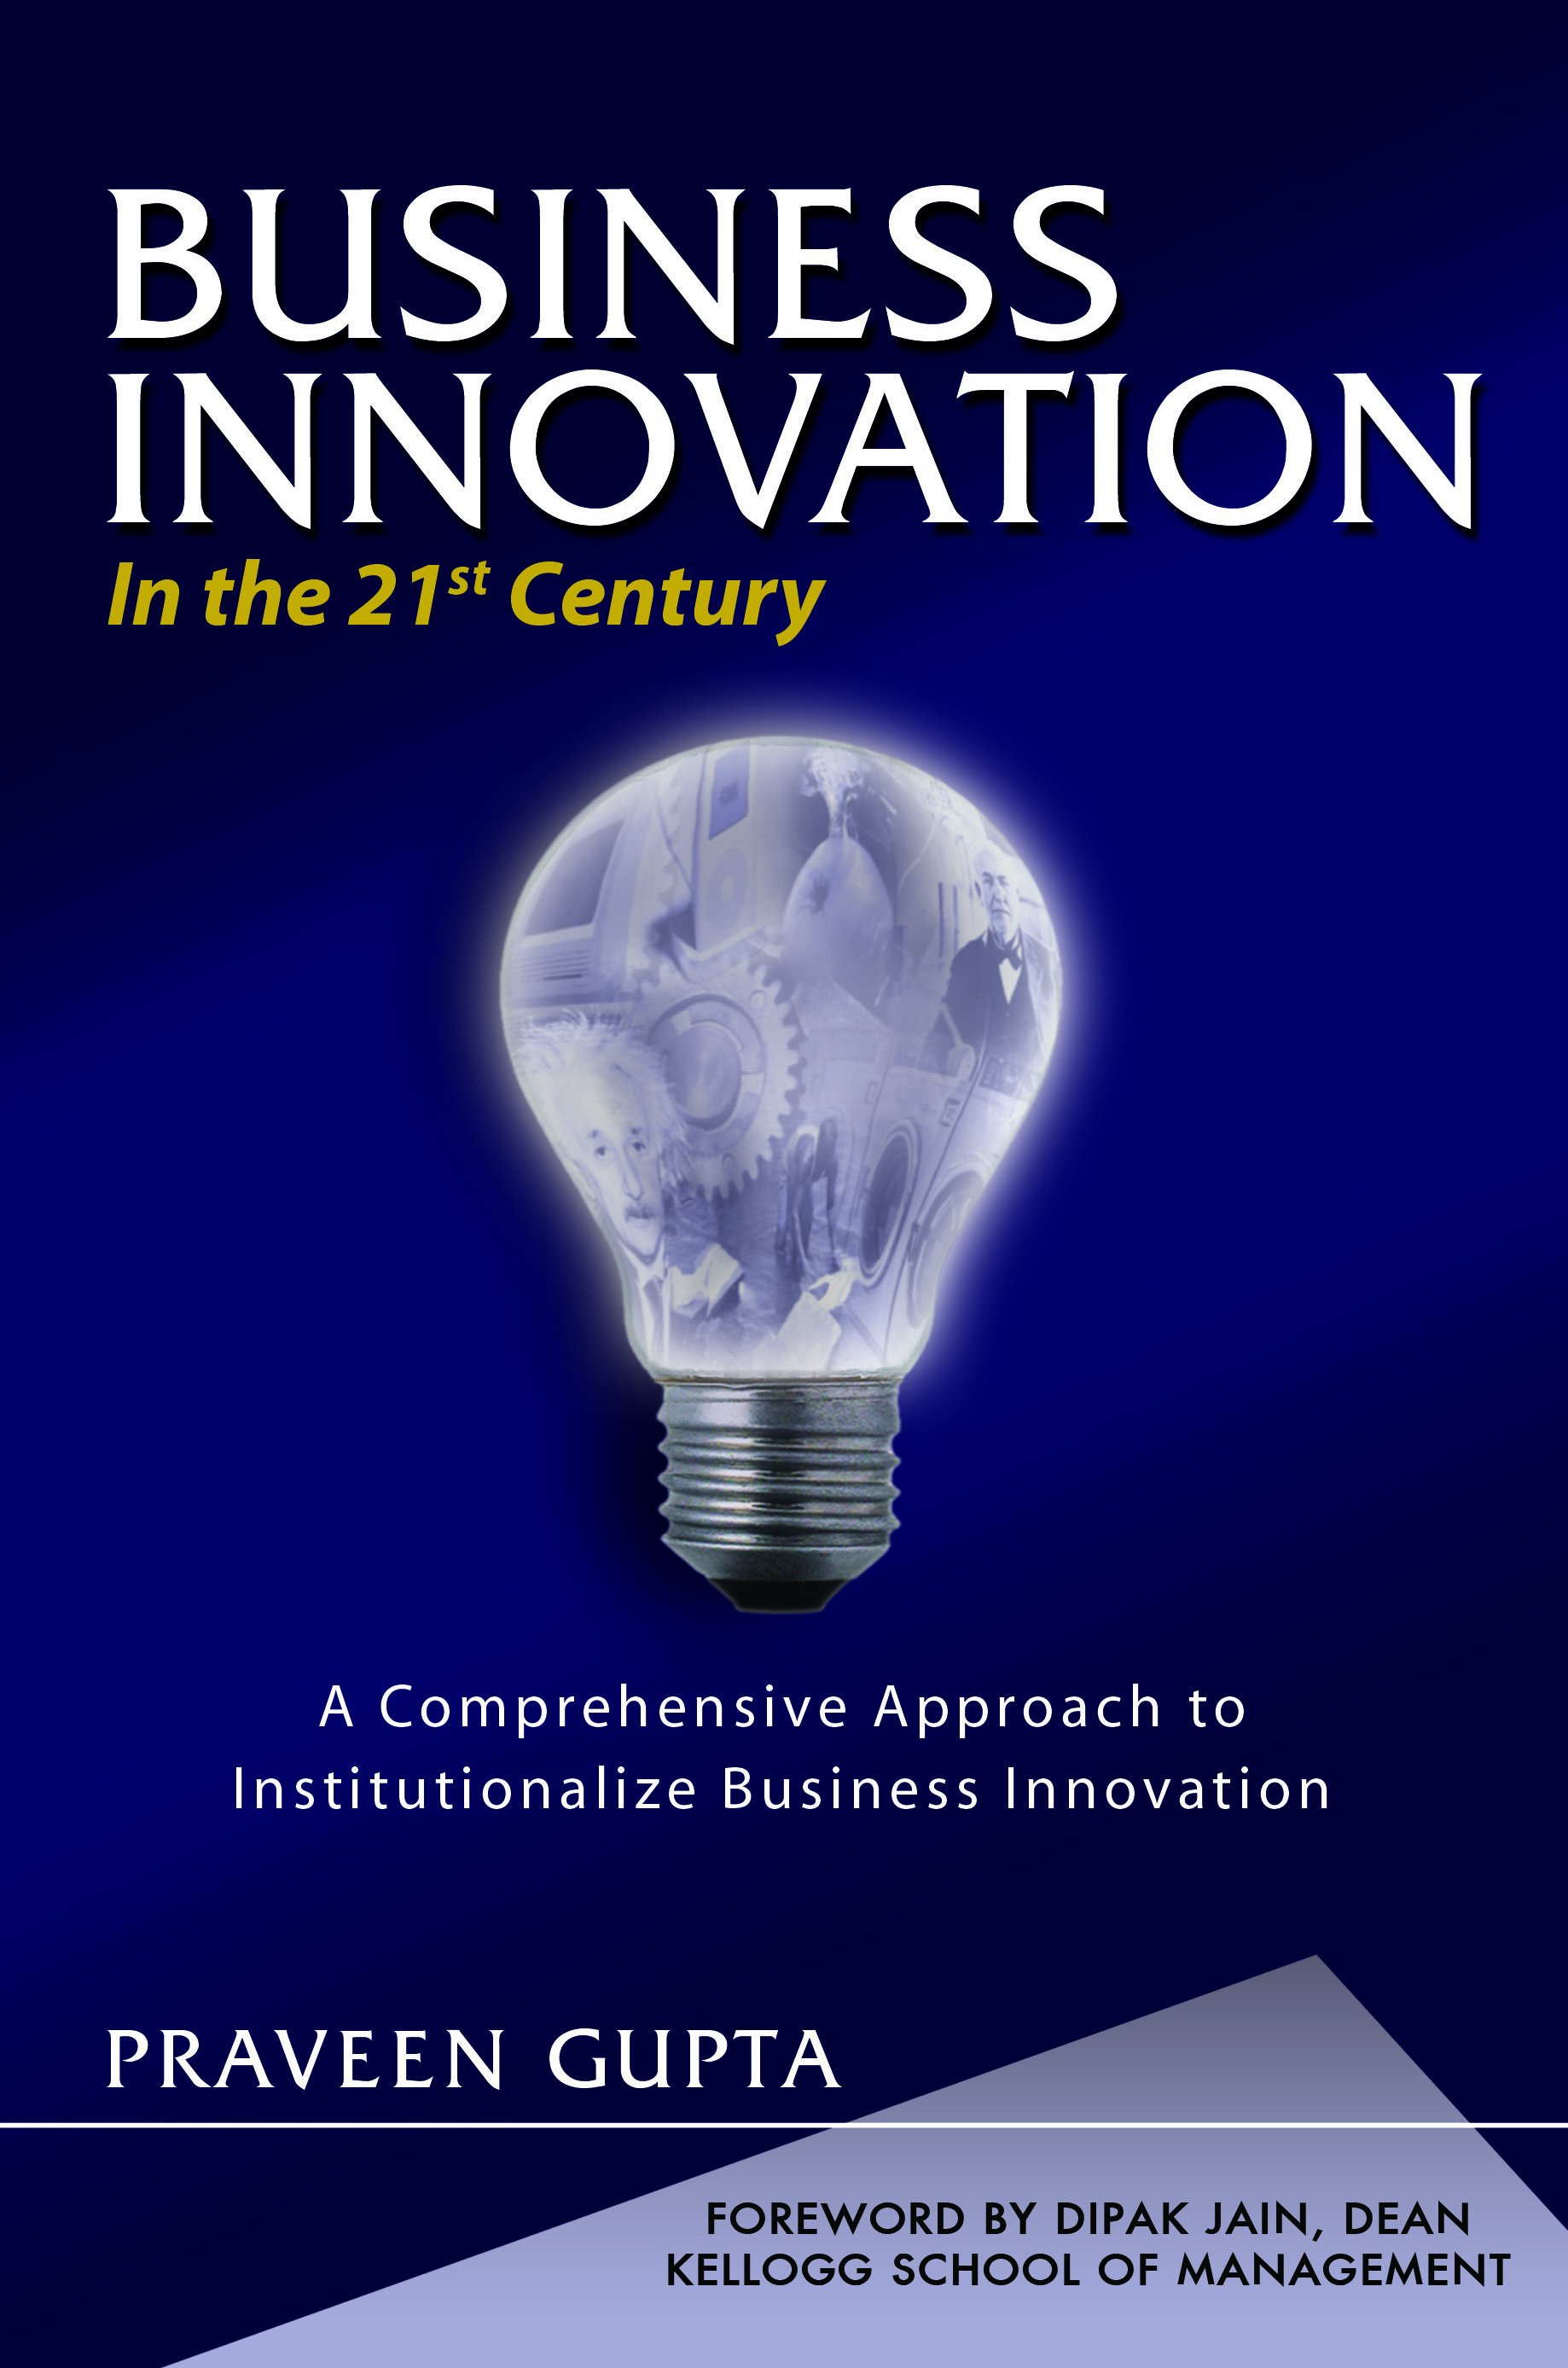 BUSINESS
INNOVATION
In the 21st Century
A Comprehensive Approach to
Institutionalize Business Innovation
PRAVEEN GUPTA
FOREWORD BY DIPAK JAIN, DEAN
KELLOGG SCHOOL OF MANAGEMENT